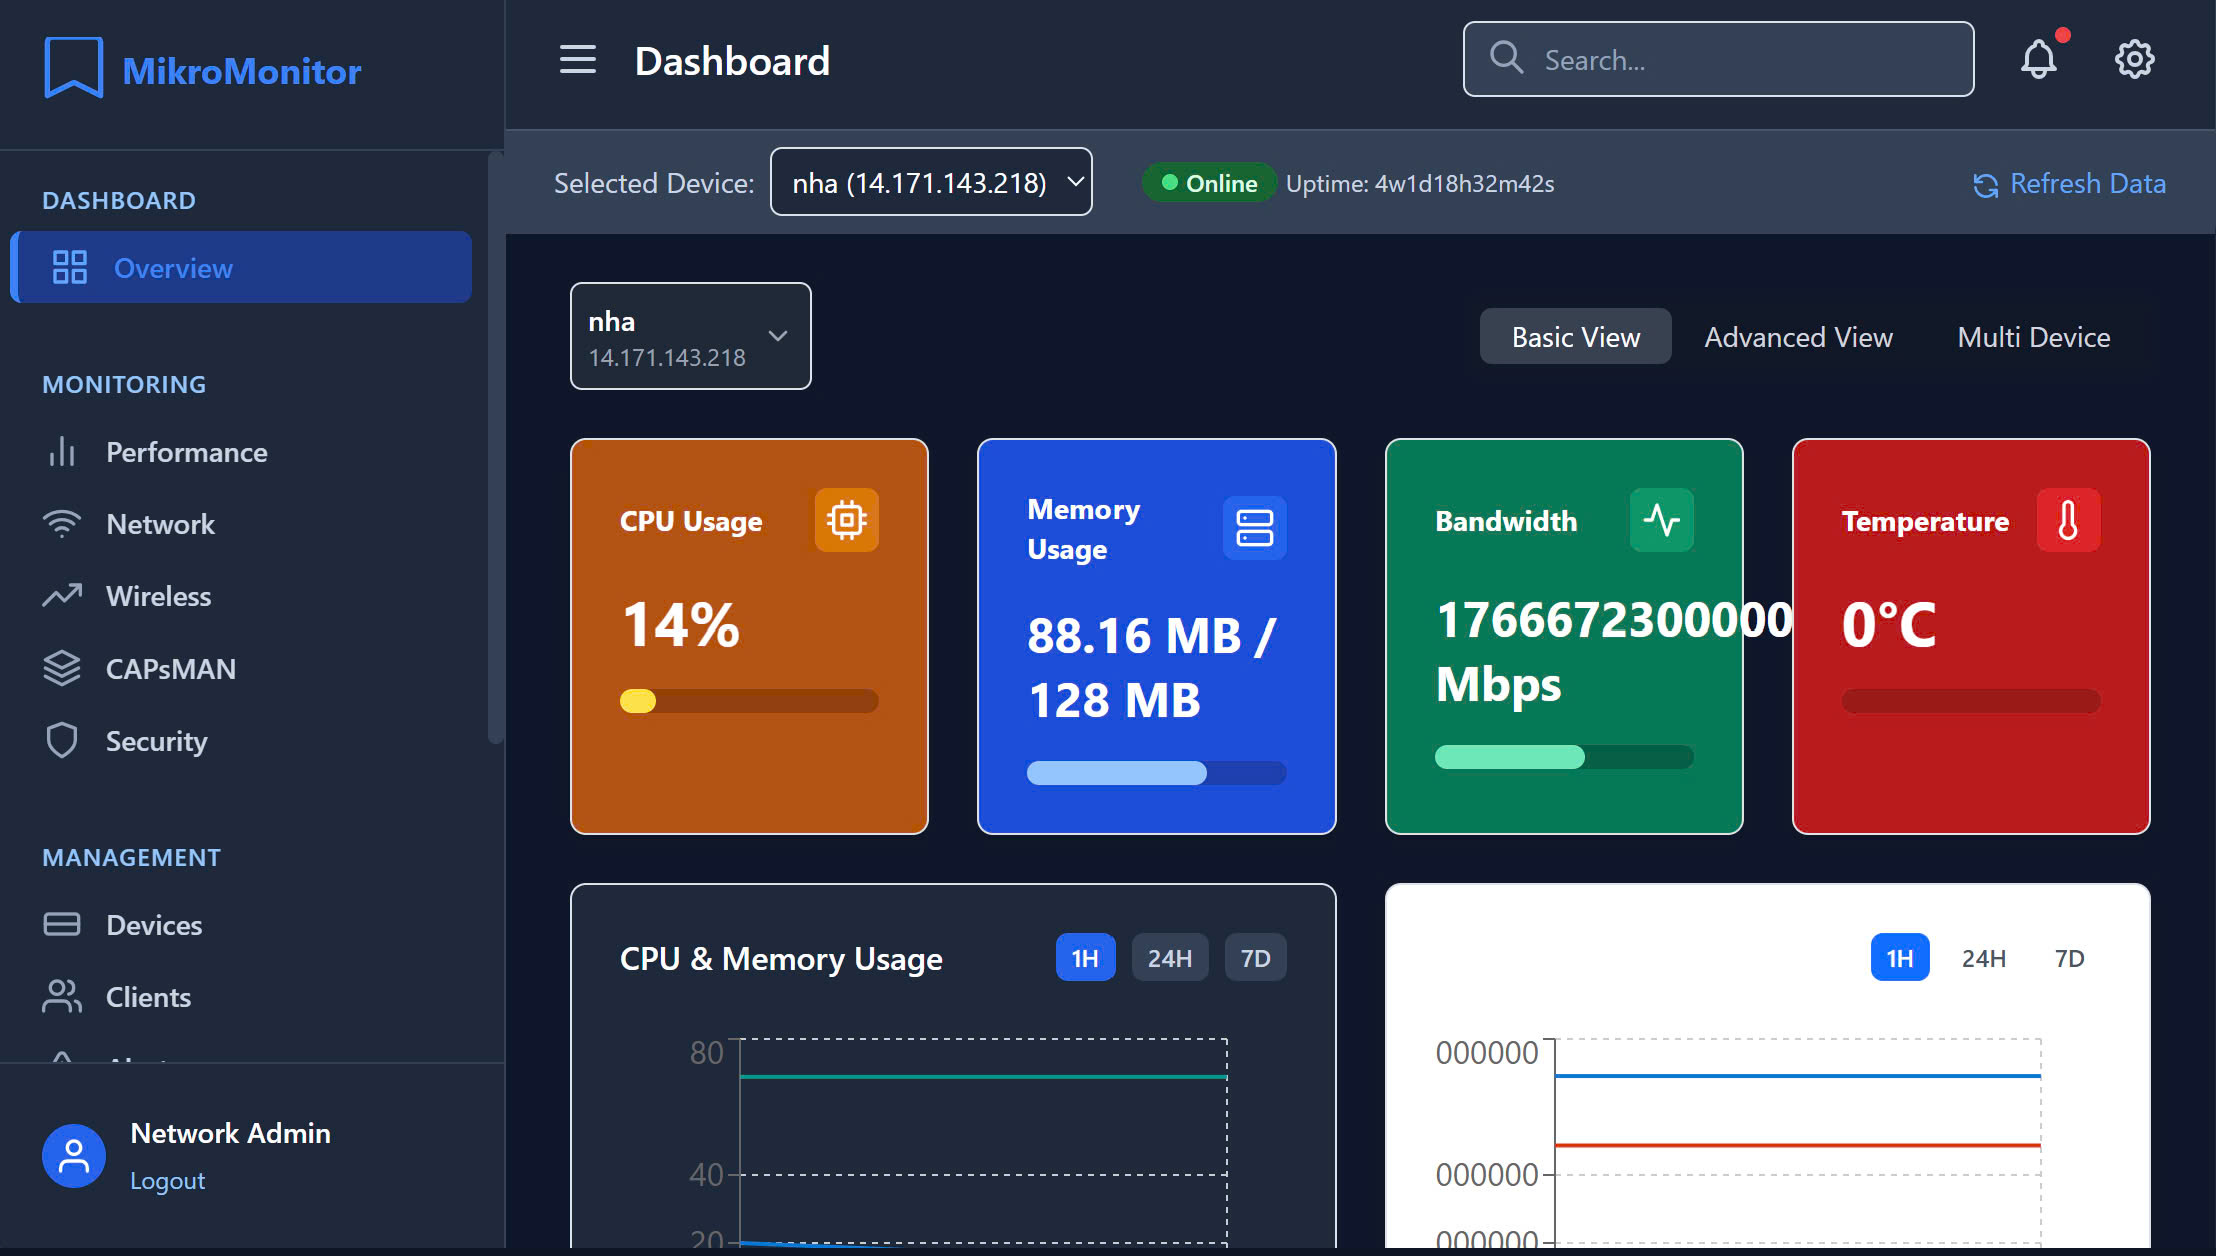 MikroMonitor
Dashboard
Search...
Selected Device:
nha (14.171.143.218)
Online
Uptime: 4w1d18h32m42s
Refresh Data
DASHBOARD
Overview
MONITORING
Performance
Network
Wireless
CAPsMAN
Security
MANAGEMENT
Devices
Clients
Network Admin
Logout
nha
14.171.143.218
Basic View
Advanced View
Multi Device
CPU Usage
14%
Memory
Usage
88.16 MB /
128 MB
Bandwidth
1766672300000
Mbps
Temperature
0°C
CPU & Memory Usage
1H
24H
7D
80
40
20
1H
24H
7D
000000
000000
000000